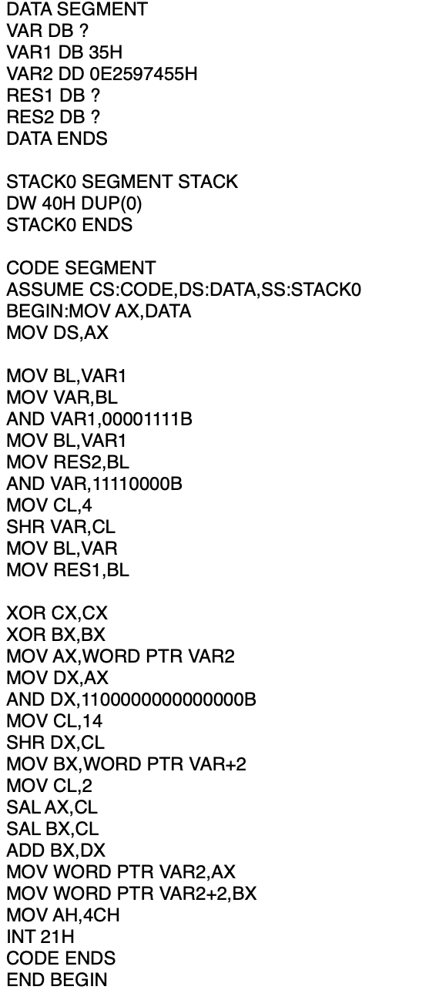 DATA SEGMENT
VAR DB ?
VAR1 DB 35H
VAR2 DD 0E2597455H
RES1 DB ?
RES2 DB ?
DATA ENDS
STACK0 SEGMENT STACK
DW 40H DUP(0)
STACK0 ENDS
CODE SEGMENT
ASSUME CS:CODE,DS:DATA,SS:STACK0
BEGIN:MOV AX,DATA
MOV DS,AX
MOV BL,VAR1
MOV VAR,BL
AND VAR1,00001111B
MOV BL,VAR1
MOV RES2,BL
AND VAR,11110000B
MOV CL,4
SHR VAR,CL
MOV BL,VAR
MOV RES1,BL
XOR CX,CX
XOR BX,BX
MOV AX,WORD PTR VAR2
MOV DX,AX
AND DX,1100000000000000B
MOV CL,14
SHR DX,CL
MOV BX,WORD PTR VAR+2
MOV CL,2
SAL AX,CL
SAL BX,CL
ADD BX,DX
MOV WORD PTR VAR2,AX
MOV WORD PTR VAR2+2,BX
MOV AH,4CH
INT 21H
CODE ENDS
END BEGIN